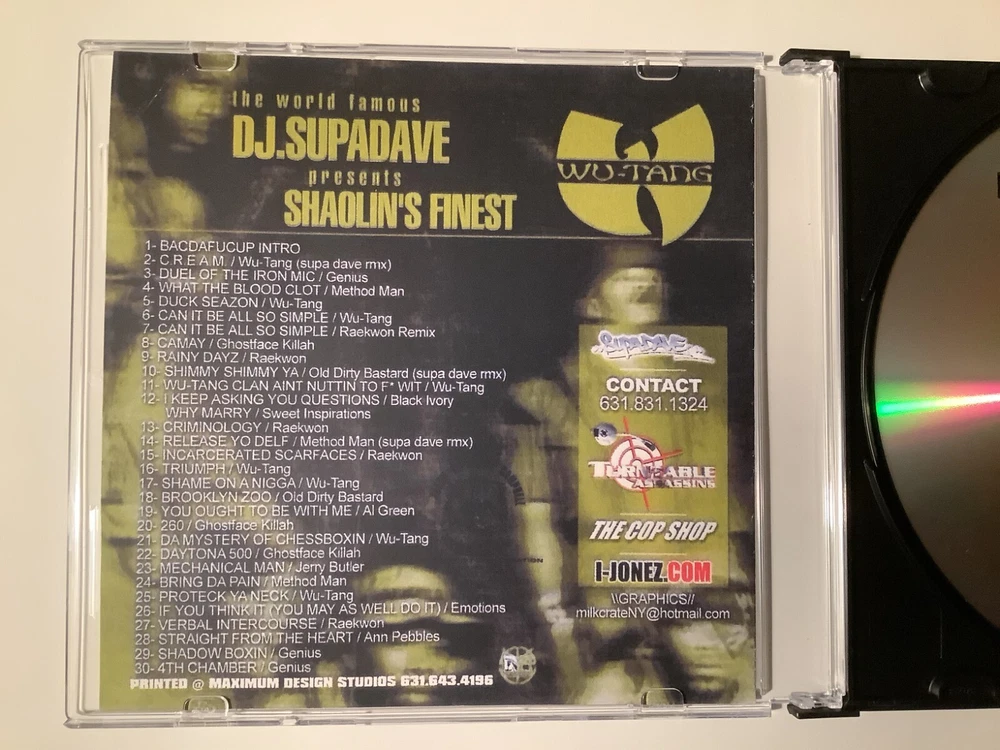 the world famous
DJ.SUPADAVE
presents
SHAOLIN'S FINEST
WU-TANG
1- BACDAFUCUP INTRO
2- C.R.E.A.M. / Wu-Tang (supa dave rmx)
3- DUEL OF THE IRON MIC / Genius
4- WHAT THE BLOOD CLOT / Method Man
5- DUCK SEAZON / Wu-Tang
6- CAN IT BE ALL SO SIMPLE / Wu-Tang
7- CAN IT BE ALL SO SIMPLE / Raekwon Remix
8- CAMAY / Ghostface Killah
9- RAINY DAYZ / Raekwon
10- SHIMMY SHIMMY YA / Old Dirty Bastard (supa dave rmx)
11- WU-TANG CLAN AINT NUTTIN TO F* WIT / Wu-Tang
12- I KEEP ASKING YOU QUESTIONS / Black Ivory
WHY MARRY / Sweet Inspirations
13- CRIMINOLOGY / Raekwon
14- RELEASE YO DELF / Method Man (supa dave rmx)
15- INCARCERATED SCARFACES / Raekwon
16- TRIUMPH / Wu-Tang
17- SHAME ON A NIGGA / Wu-Tang
18- BROOKLYN ZOO / Old Dirty Bastard
19- YOU OUGHT TO BE WITH ME / Al Green
20- 260 / Ghostface Killah
21- DA MYSTERY OF CHESSBOXIN / Wu-Tang
22- DAYTONA 500 / Ghostface Killah
23- MECHANICAL MAN / Jerry Butler
24- BRING DA PAIN / Method Man
25- PROTECK YA NECK / Wu-Tang
26- IF YOU THINK IT (YOU MAY AS WELL DO IT) / Emotions
27- VERBAL INTERCOURSE / Raekwon
28- STRAIGHT FROM THE HEART / Ann Pebbles
29- SHADOW BOXIN / Genius
30- 4TH CHAMBER / Genius
PRINTED @ MAXIMUM DESIGN STUDIOS 631.643.4196
SUPADAVE
CONTACT
631.831.1324
TURNTABLE
ASSASSINS
THE COP SHOP
I-JONEZ.COM
\\GRAPHICS//
milkcrateNY@hotmail.com